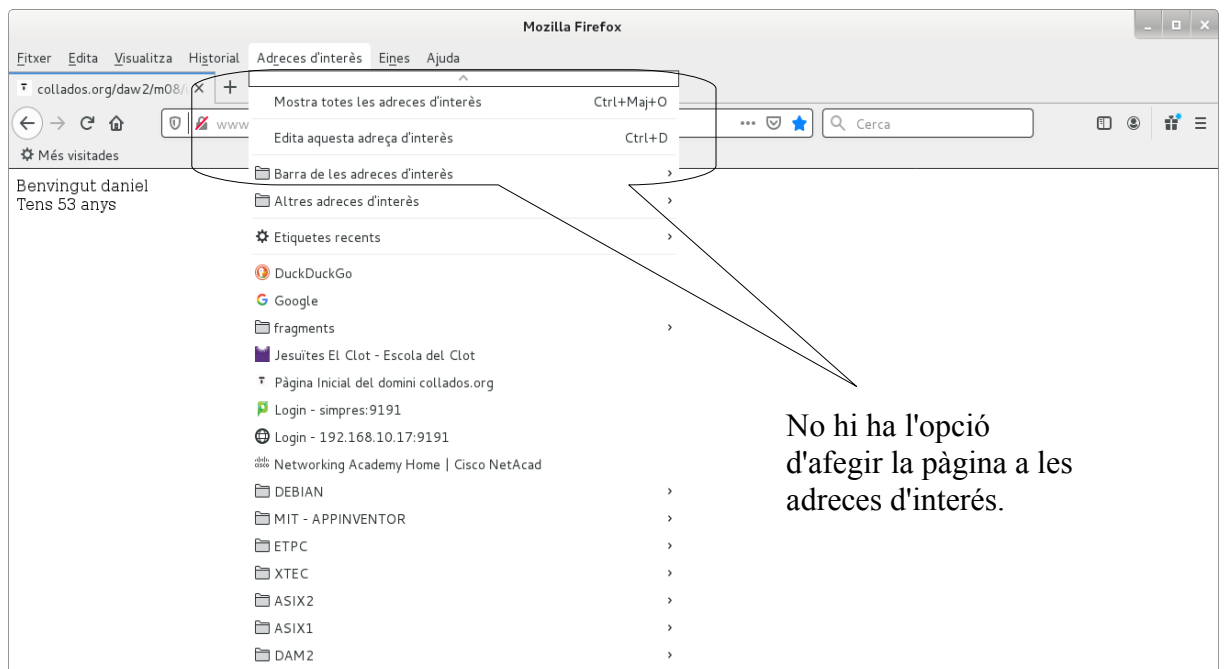 Mozilla Firefox
Fitxer Edita Visualitza Historial Adreces d'interès Eines Ajuda
collados.org/daw2/m08/
Mostra totes les adreces d'interès Ctrl+Maj+O
www
Cerca
Edita aquesta adreça d'interès Ctrl+D
Més visitades
Barra de les adreces d'interès
Benvingut daniel
Tens 53 anys
Altres adreces d'interès
Etiquetes recents
DuckDuckGo
Google
fragments
Jesuïtes El Clot - Escola del Clot
Pàgina Inicial del domini collados.org
Login - simpres:9191
Login - 192.168.10.17:9191
Networking Academy Home | Cisco NetAcad
DEBIAN
MIT - APPINVENTOR
ETPC
XTEC
ASIX2
ASIX1
DAM2
No hi ha l'opció
d'afegir la pàgina a les
adreces d'interés.